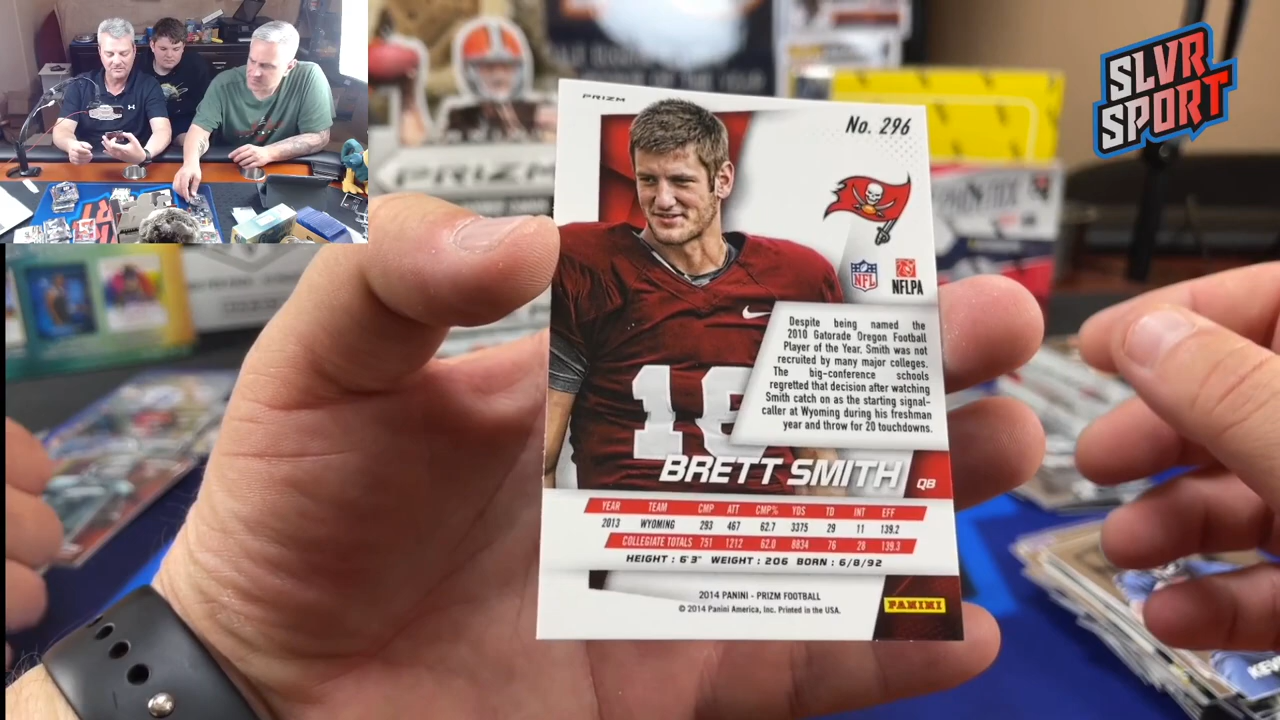 SLVR
SPORT
PRIZM
PRIZM
No. 296
NFL
NFLPA
Despite being named the
2010 Gatorade Oregon Football
Player of the Year, Smith was not
recruited by many major colleges.
The big-conference schools
regretted that decision after watching
Smith catch on as the starting signal-
caller at Wyoming during his freshman
year and throw for 20 touchdowns.
18
BRETT SMITH QB
YEAR TEAM CMP ATT CMP% YDS TD INT EFF
2013 WYOMING 293 467 62.7 3375 29 11 139.2
COLLEGIATE TOTALS 751 1212 62.0 8834 76 28 139.3
HEIGHT : 6'3" WEIGHT : 206 BORN : 6/8/92
2014 PANINI - PRIZM FOOTBALL
© 2014 Panini America, Inc. Printed in the USA.
PANINI